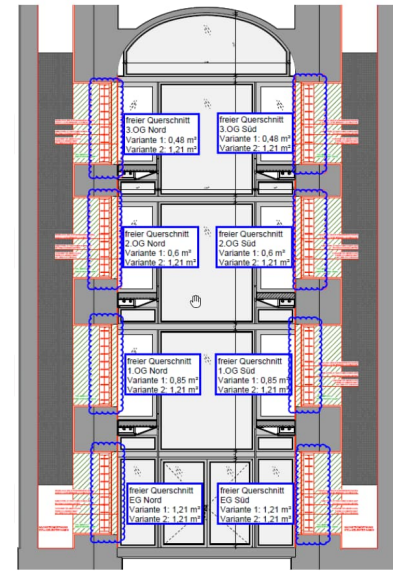 freier Querschnitt
3.OG Nord
Variante 1: 0,48 m²
Variante 2: 1,21 m²
freier Querschnitt
3.OG Süd
Variante 1: 0,48 m²
Variante 2: 1,21 m²
freier Querschnitt
2.OG Nord
Variante 1: 0,6 m²
Variante 2: 1,21 m²
freier Querschnitt
2.OG Süd
Variante 1: 0,6 m²
Variante 2: 1,21 m²
freier Querschnitt
1.OG Nord
Variante 1: 0,85 m²
Variante 2: 1,21 m²
freier Querschnitt
1.OG Süd
Variante 1: 0,85 m²
Variante 2: 1,21 m²
freier Querschnitt
EG Nord
Variante 1: 1,21 m²
Variante 2: 1,21 m²
freier Querschnitt
EG Süd
Variante 1: 1,21 m²
Variante 2: 1,21 m²